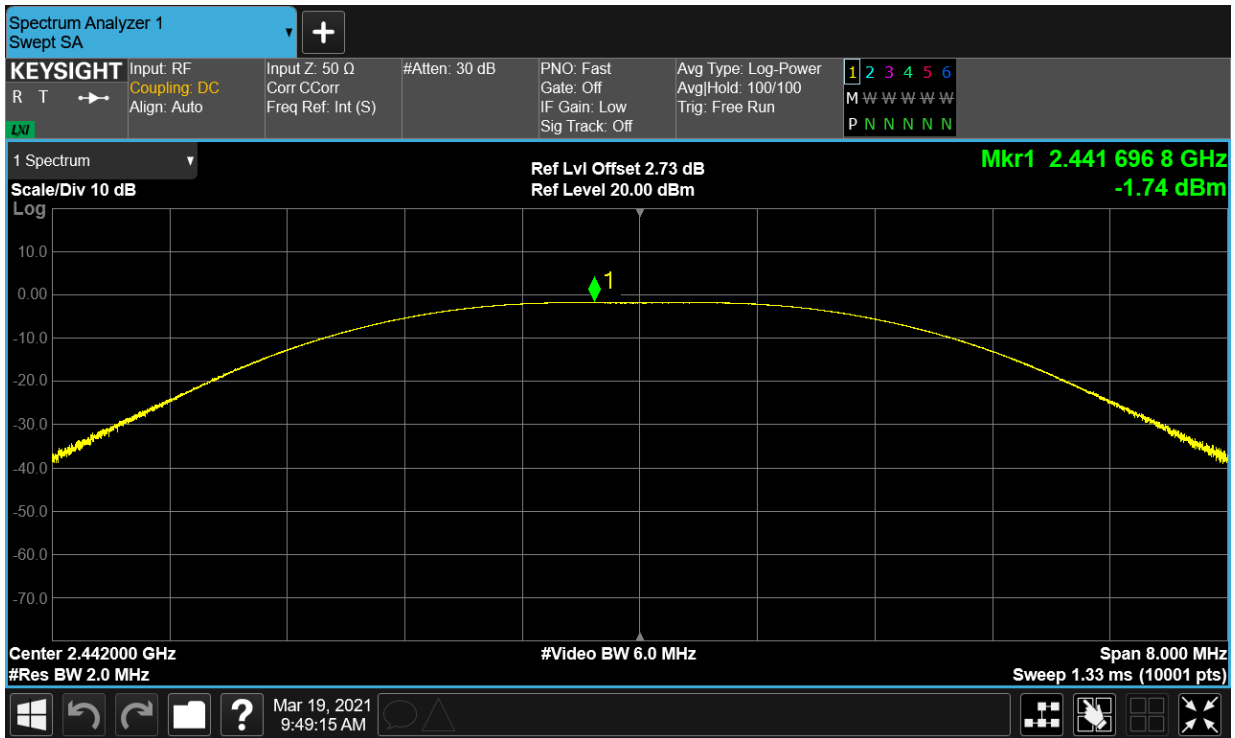 Spectrum Analyzer 1
Swept SA
+
KEYSIGHT
R T
LXI
Input: RF
Coupling: DC
Align: Auto
Input Z: 50 Ω
Corr CCorr
Freq Ref: Int (S)
#Atten: 30 dB
PNO: Fast
Gate: Off
IF Gain: Low
Sig Track: Off
Avg Type: Log-Power
Avg|Hold: 100/100
Trig: Free Run
1 2 3 4 5 6
M W W W W W
P N N N N N
1 Spectrum
Scale/Div 10 dB
Log
Ref Lvl Offset 2.73 dB
Ref Level 20.00 dBm
Mkr1 2.441 696 8 GHz
-1.74 dBm
10.0
0.00
-10.0
-20.0
-30.0
-40.0
-50.0
-60.0
-70.0
1
Center 2.442000 GHz
#Res BW 2.0 MHz
#Video BW 6.0 MHz
Span 8.000 MHz
Sweep 1.33 ms (10001 pts)
?
Mar 19, 2021
9:49:15 AM